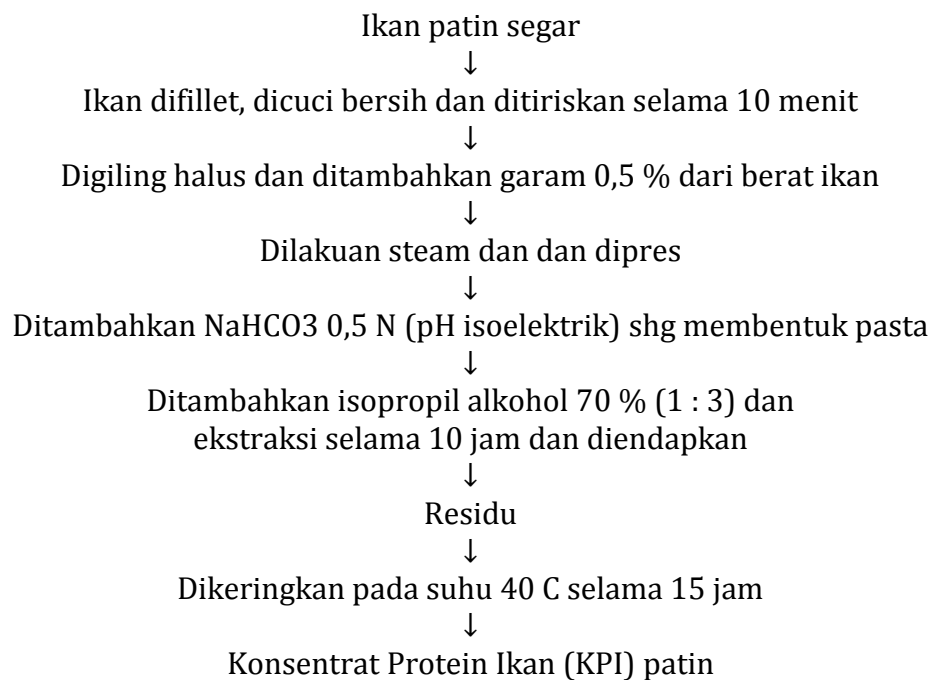 Ikan patin segar
↓
Ikan difillet, dicuci bersih dan ditiriskan selama 10 menit
↓
Digiling halus dan ditambahkan garam 0,5 % dari berat ikan
↓
Dilakuan steam dan dan dipres
↓
Ditambahkan NaHCO3 0,5 N (pH isoelektrik) shg membentuk pasta
↓
Ditambahkan isopropil alkohol 70 % (1 : 3) dan
ekstraksi selama 10 jam dan diendapkan
↓
Residu
↓
Dikeringkan pada suhu 40 C selama 15 jam
↓
Konsentrat Protein Ikan (KPI) patin